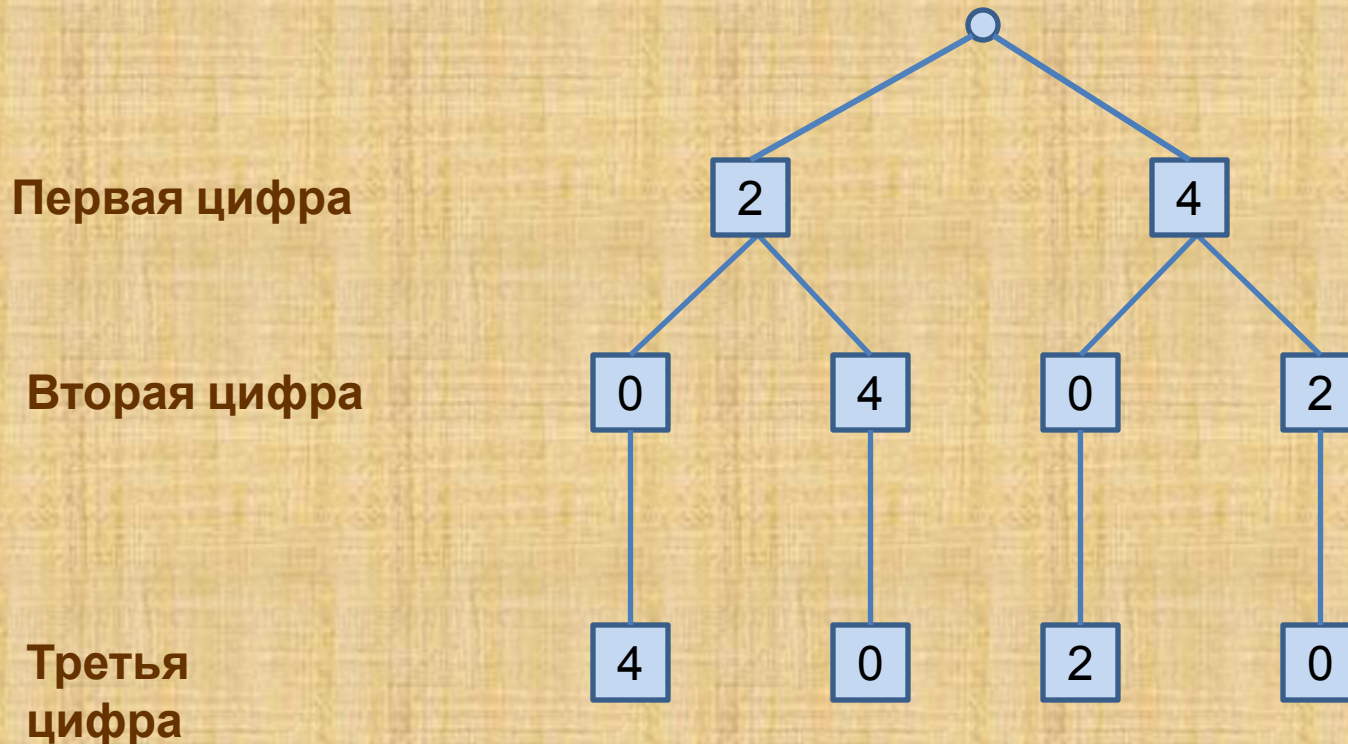 2 4
Первая цифра
0 4 0 2
Вторая цифра
4 0 2 0
Третья
цифра